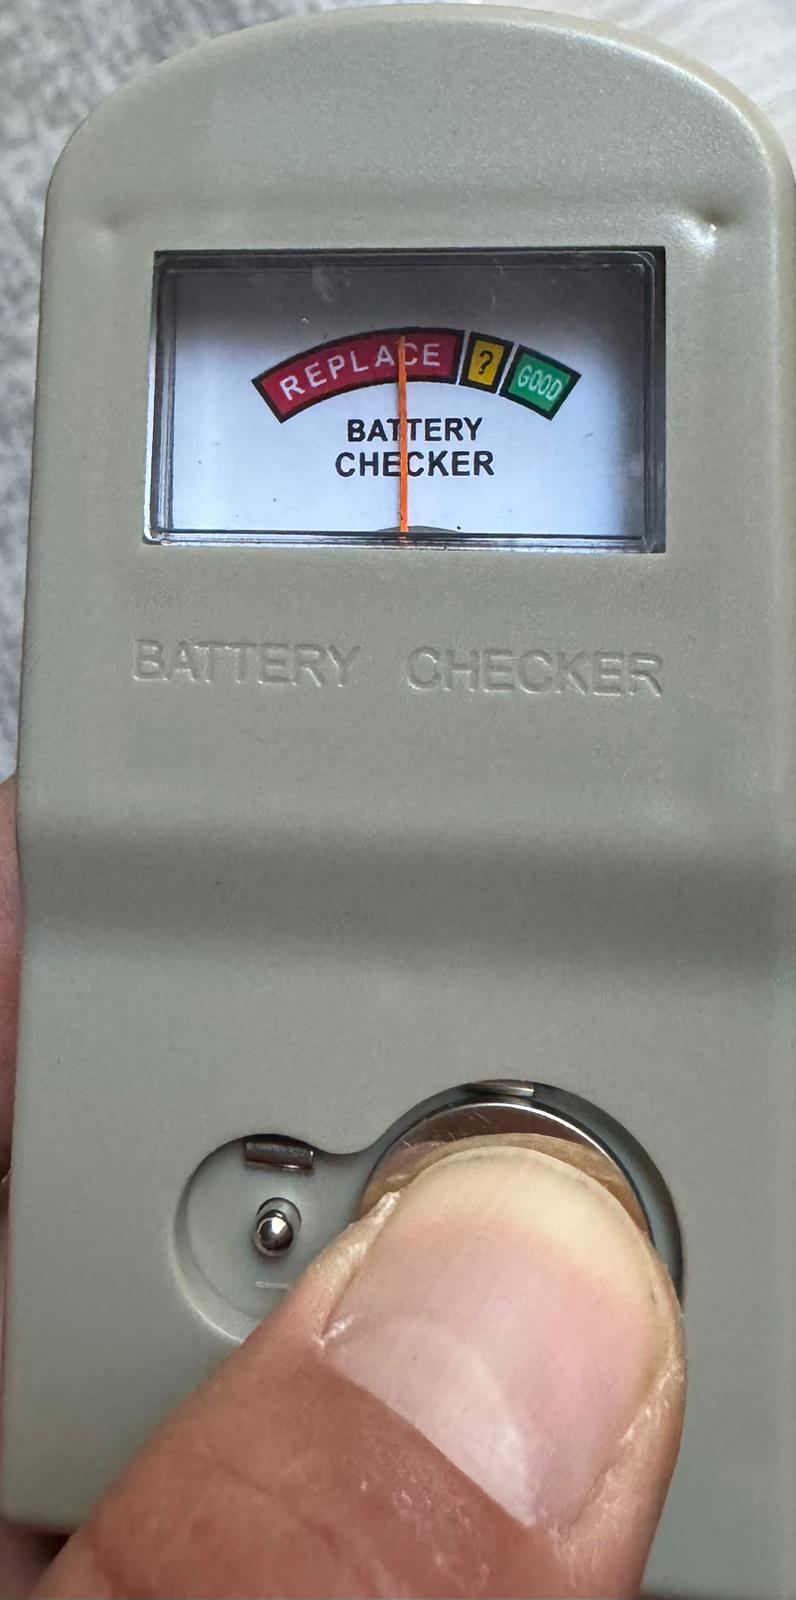 REPLACE ? GOOD
BATTERY
CHECKER
BATTERY CHECKER